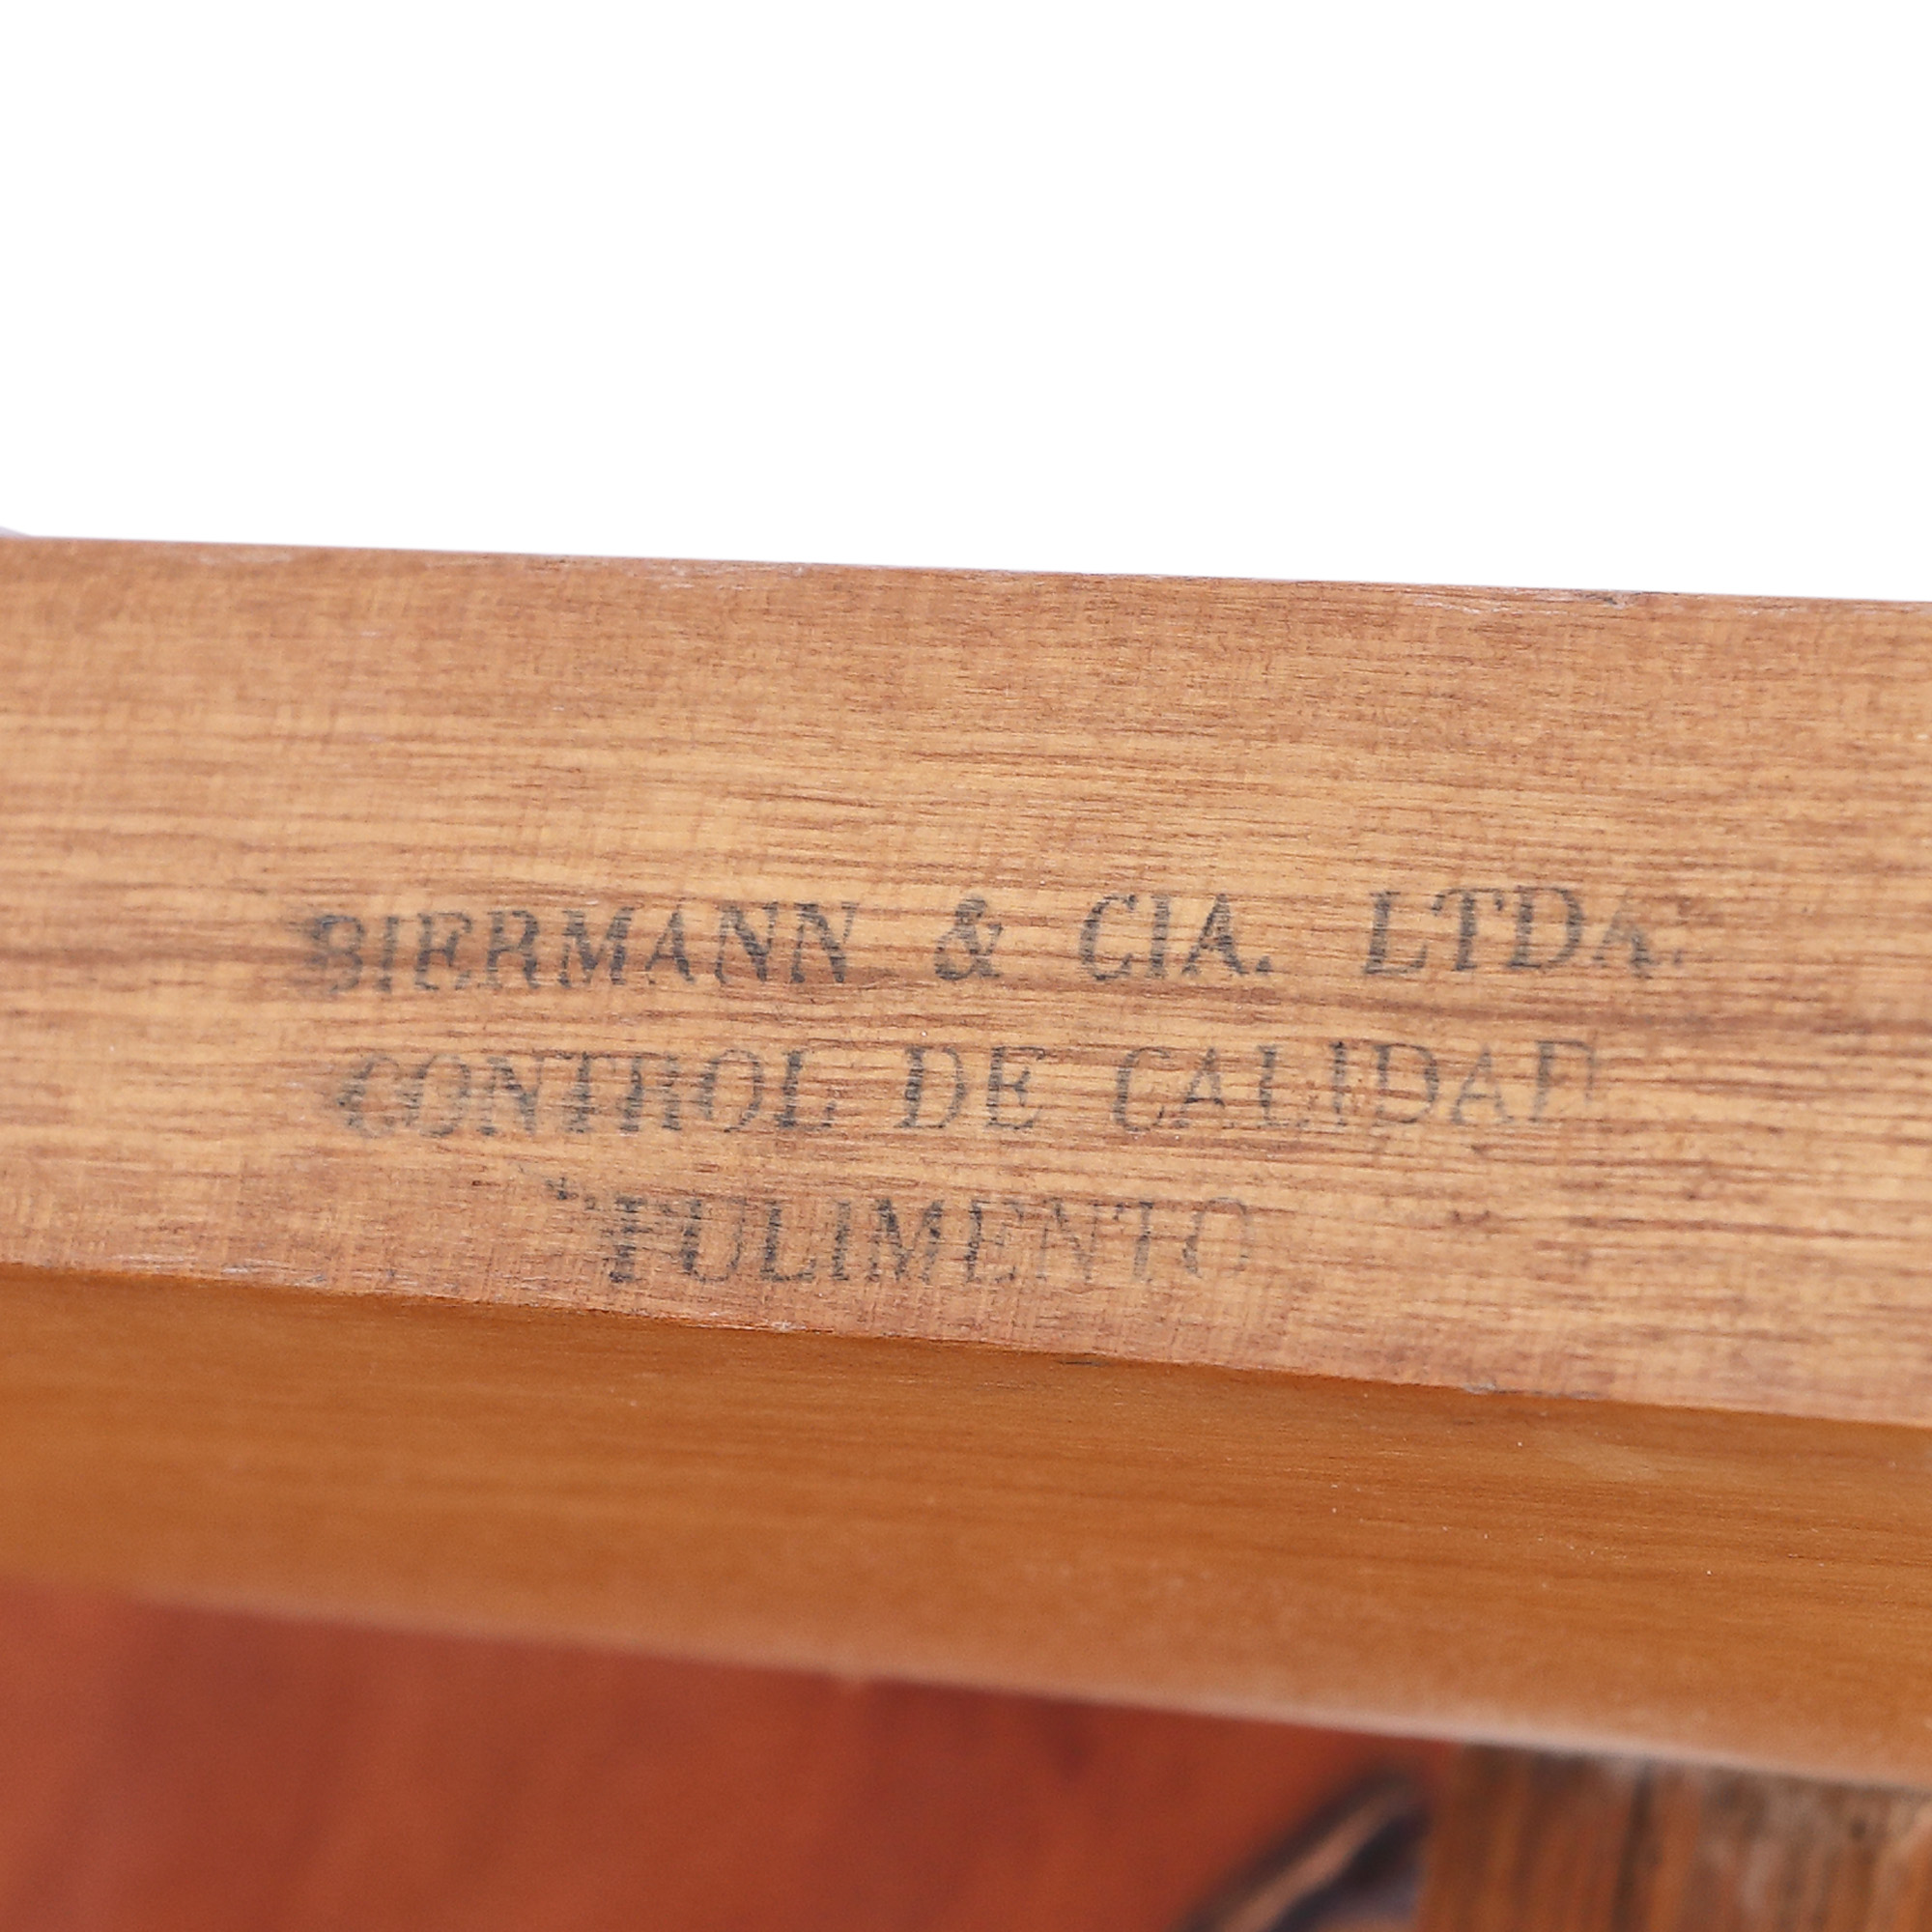 BIERMANN & CIA. LTDA.
CONTROL DE CALIDAD
PULIMENTO